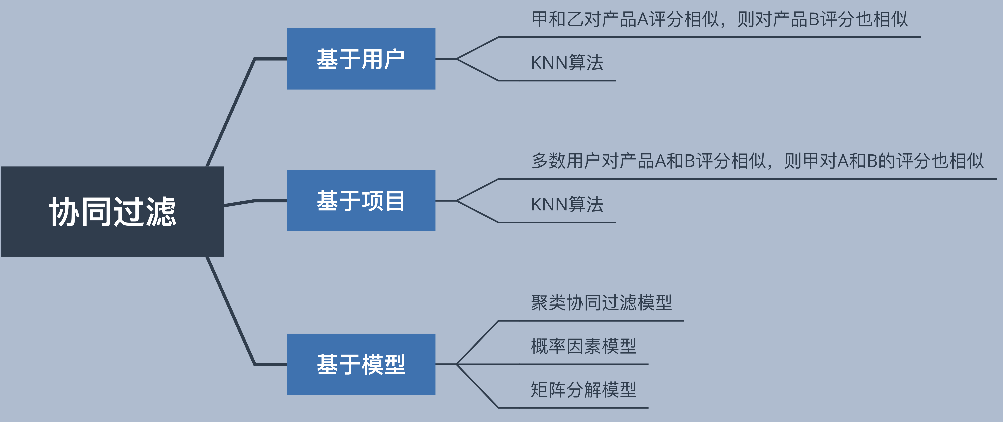 协同过滤
基于用户
甲和乙对产品A评分相似，则对产品B评分也相似
KNN算法
基于项目
多数用户对产品A和B评分相似，则甲对A和B的评分也相似
KNN算法
基于模型
聚类协同过滤模型
概率因素模型
矩阵分解模型